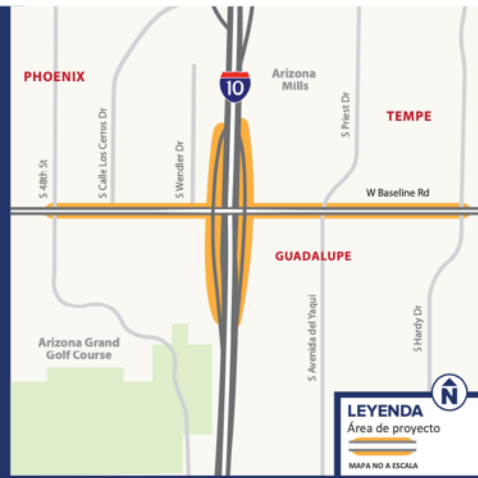 PHOENIX
10
Arizona
Mills
TEMPE
S 48th St
S Calle Los Cerros Dr
S Wendler Dr
S Priest Dr
W Baseline Rd
GUADALUPE
Arizona Grand
Golf Course
S Avenida del Yaqui
S Hardy Dr
N
LEYENDA
Área de proyecto
MAPA NO A ESCALA